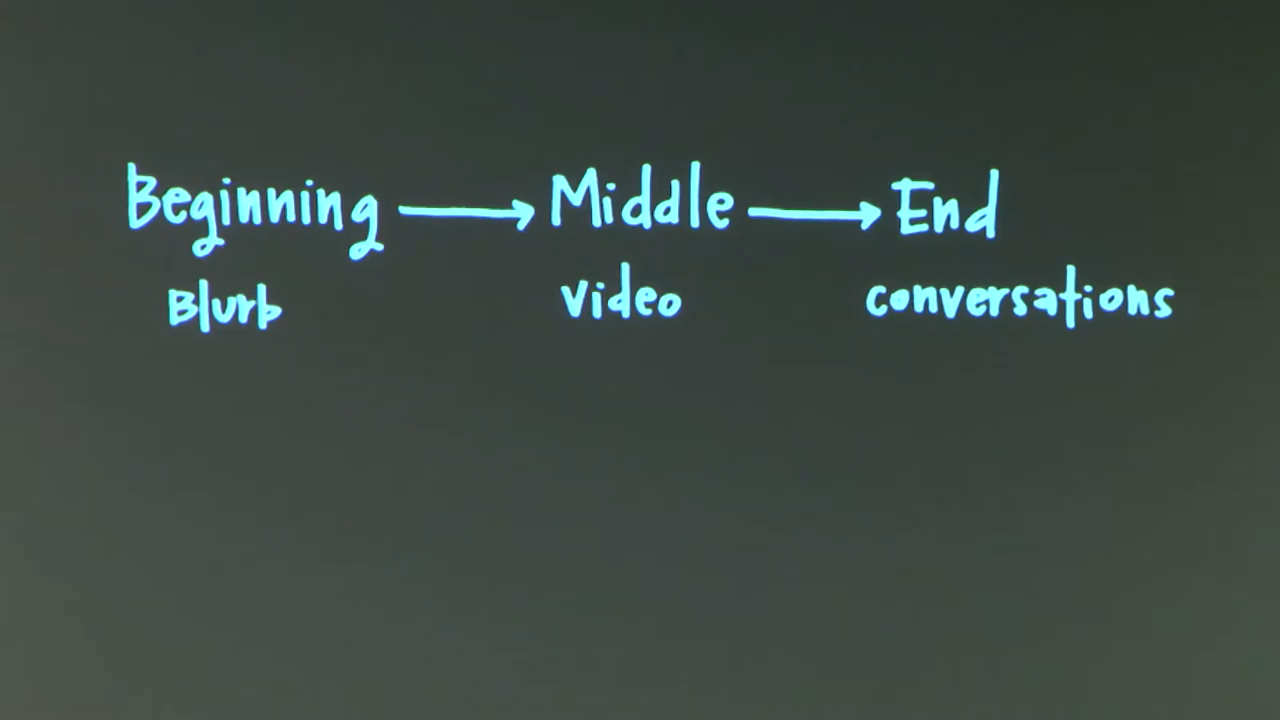 Beginning → Middle → End
Blurb video conversations